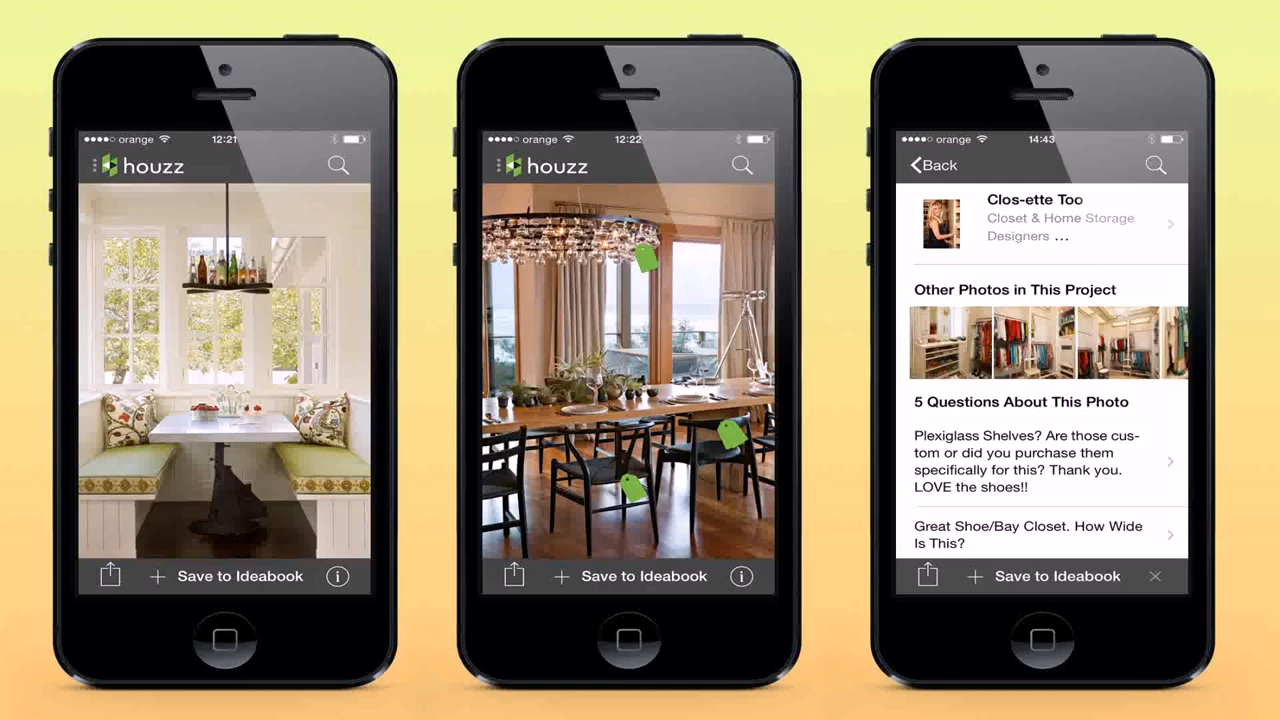 orange
12:21
houzz
Save to Ideabook
orange
12:22
houzz
Save to Ideabook
orange
14:43
Back
Clos-ette Too
Closet & Home Storage
Designers ...
Other Photos in This Project
5 Questions About This Photo
Plexiglass Shelves? Are those cus-
tom or did you purchase them
specifically for this? Thank you.
LOVE the shoes!!
Great Shoe/Bay Closet. How Wide
Is This?
Save to Ideabook